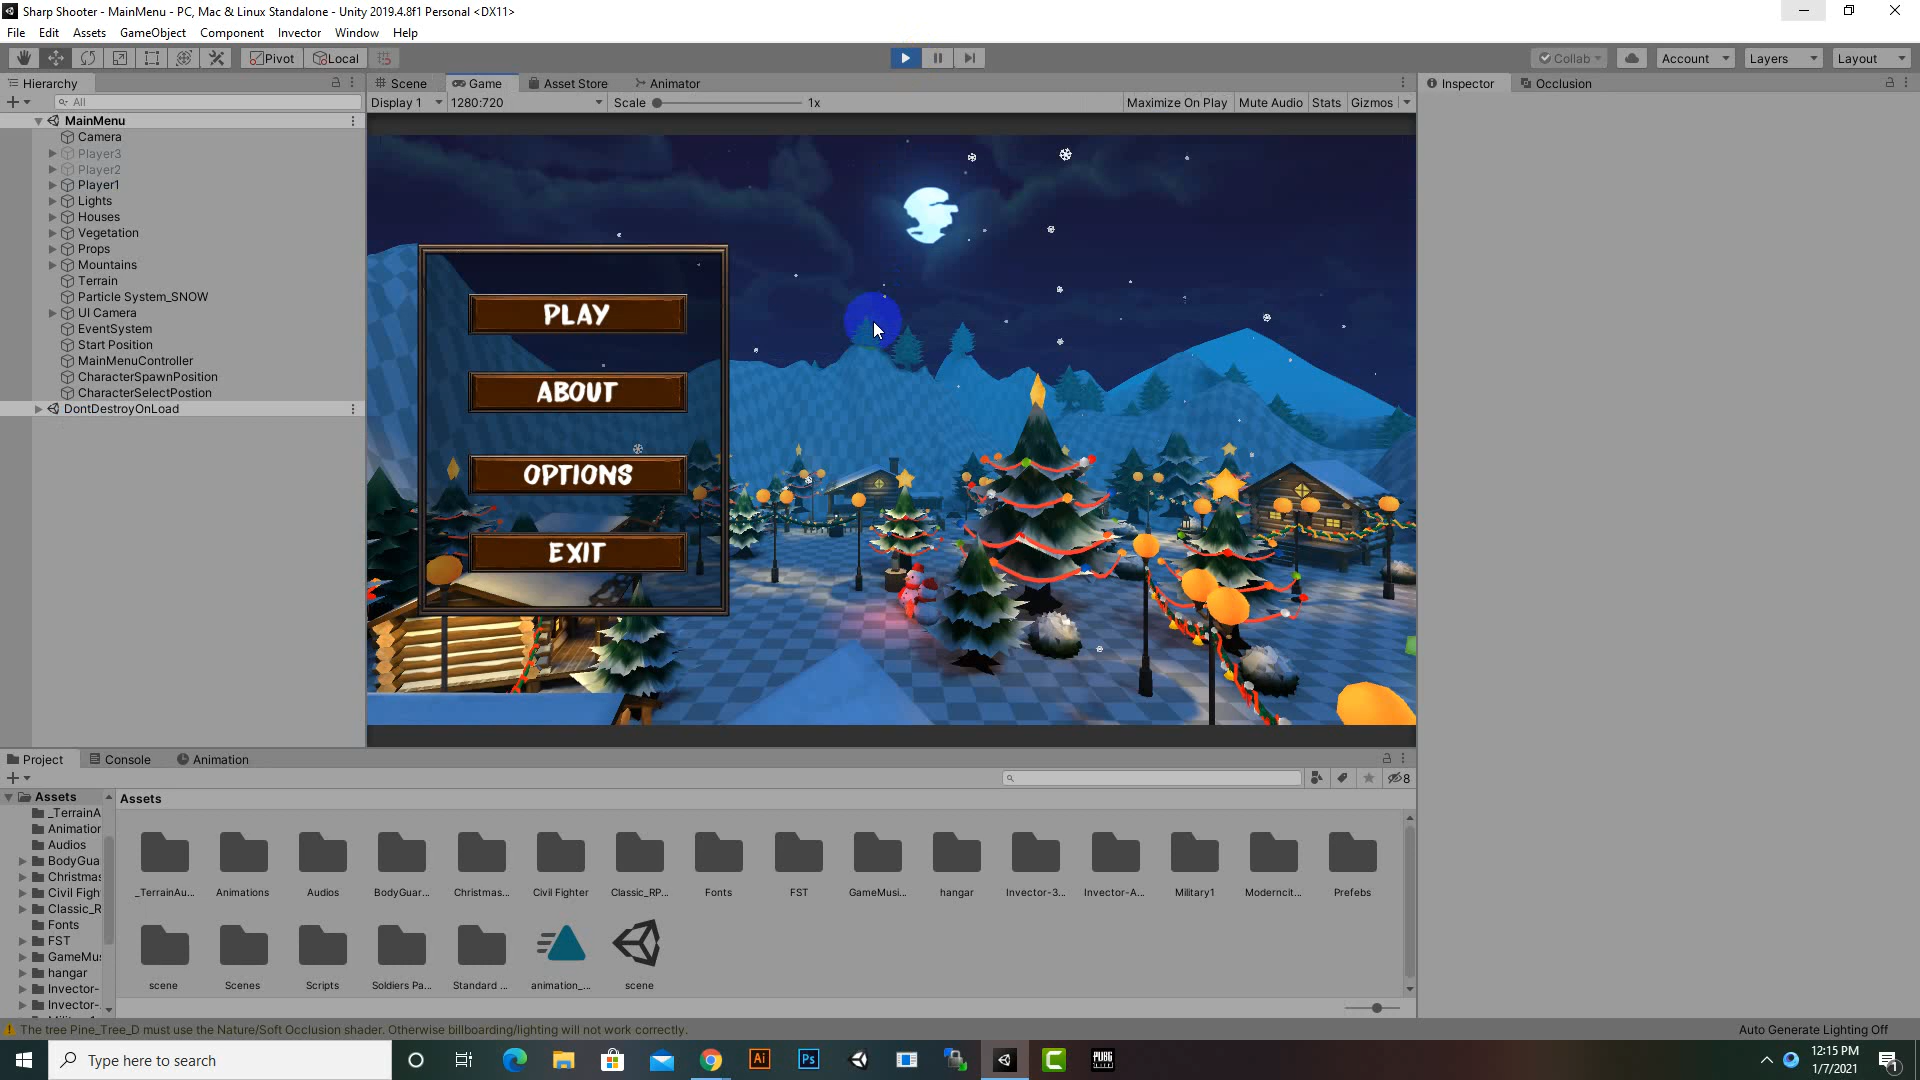 Sharp Shooter - MainMenu - PC, Mac & Linux Standalone - Unity 2019.4.8f1 Personal <DX11>
File Edit Assets GameObject Component Invector Window Help
Pivot Local Collab Account Layers Layout
Hierarchy Scene Game Asset Store Animator Inspector Occlusion
All Display 1 1280:720 Scale 1x Maximize On Play Mute Audio Stats Gizmos
MainMenu
Camera
Player3
Player2
Player1
Lights
Houses
Vegetation
Props
Mountains
Terrain
Particle System_SNOW
UI Camera
EventSystem
Start Position
MainMenuController
CharacterSpawnPosition
CharacterSelectPostion
DontDestroyOnLoad
PLAY
ABOUT
OPTIONS
EXIT
Project Console Animation
8
Assets
_TerrainA
Animation
Audios
BodyGua
Christmas
Civil Figh
Classic_R
Fonts
FST
GameMus
hangar
Invector-
Invector-
Assets
_TerrainAu... Animations Audios BodyGuar... Christmas... Civil Fighter Classic_RP... Fonts FST GameMusi... hangar Invector-3... Invector-A... Military1 Moderncit... Prefebs
scene Scenes Scripts Soldiers Pa... Standard ... animation_... scene
The tree Pine_Tree_D must use the Nature/Soft Occlusion shader. Otherwise billboarding/lighting will not work correctly.
Auto Generate Lighting Off
Type here to search
Ai Ps PUBG
12:15 PM
1/7/2021
1